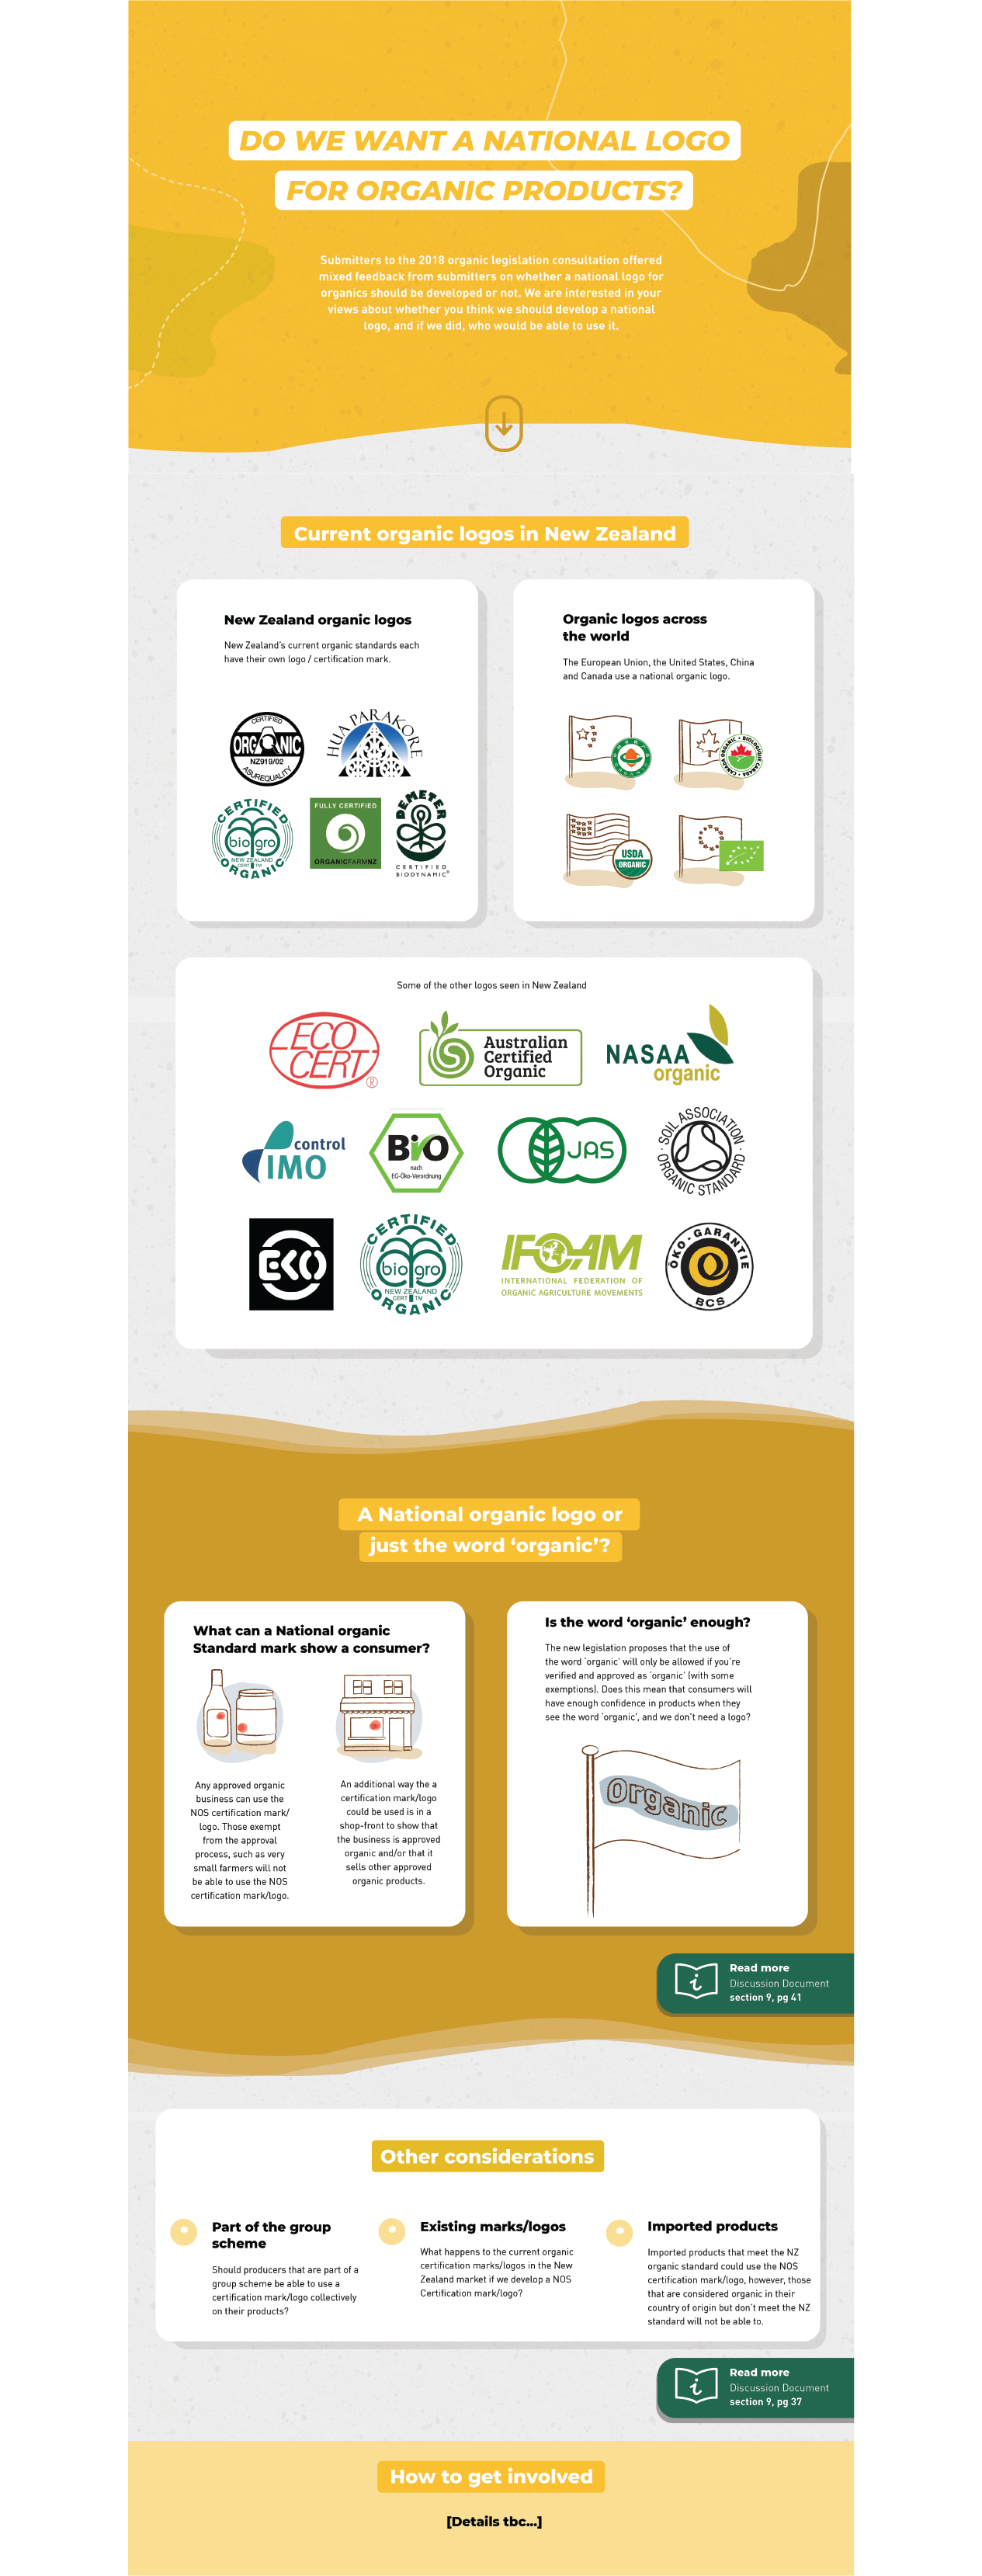 DO WE WANT A NATIONAL LOGO
FOR ORGANIC PRODUCTS?
Submitters to the 2018 organic legislation consultation offered
mixed feedback from submitters on whether a national logo for
organics should be developed or not. We are interested in your
views about whether you think we should develop a national
logo, and if we did, who would be able to use it.
Current organic logos in New Zealand
New Zealand organic logos
New Zealand's current organic standards each
have their own logo / certification mark.
CERTIFIED
ORGANIC
NZ919/02
ASUREQUALITY
HUA PARAKORE
CERTIFIED
biogro
NEW ZEALAND
CERT TM
ORGANIC
FULLY CERTIFIED
ORGANICFARMNZ
DEMETER
CERTIFIED
BIODYNAMIC®
Organic logos across
the world
The European Union, the United States, China
and Canada use a national organic logo.
CANADA ORGANIC • BIOLOGIQUE CANADA
USDA
ORGANIC
Some of the other logos seen in New Zealand
ECO
CERT
®
Australian
Certified
Organic
NASAA
organic
control
IMO
Bio
nach
EG-Öko-Verordnung
JAS
SOIL ASSOCIATION
ORGANIC STANDARD
EKO
CERTIFIED
biogro
NEW ZEALAND
CERT TM
ORGANIC
IFOAM
INTERNATIONAL FEDERATION OF
ORGANIC AGRICULTURE MOVEMENTS
ÖKO-GARANTIE
BCS
A National organic logo or
just the word ‘organic’?
What can a National organic
Standard mark show a consumer?
Any approved organic
business can use the
NOS certification mark/
logo. Those exempt
from the approval
process, such as very
small farmers will not
be able to use the NOS
certification mark/logo.
An additional way the a
certification mark/logo
could be used is in a
shop-front to show that
the business is approved
organic and/or that it
sells other approved
organic products.
Is the word ‘organic’ enough?
The new legislation proposes that the use of
the word ‘organic’ will only be allowed if you're
verified and approved as ‘organic’ (with some
exemptions). Does this mean that consumers will
have enough confidence in products when they
see the word ‘organic’, and we don't need a logo?
Organic
Read more
Discussion Document
section 9, pg 41
Other considerations
*
Part of the group
scheme
Should producers that are part of a
group scheme be able to use a
certification mark/logo collectively
on their products?
*
Existing marks/logos
What happens to the current organic
certification marks/logos in the New
Zealand market if we develop a NOS
Certification mark/logo?
*
Imported products
Imported products that meet the NZ
organic standard could use the NOS
certification mark/logo, however, those
that are considered organic in their
country of origin but don't meet the NZ
standard will not be able to.
Read more
Discussion Document
section 9, pg 37
How to get involved
[Details tbc...]